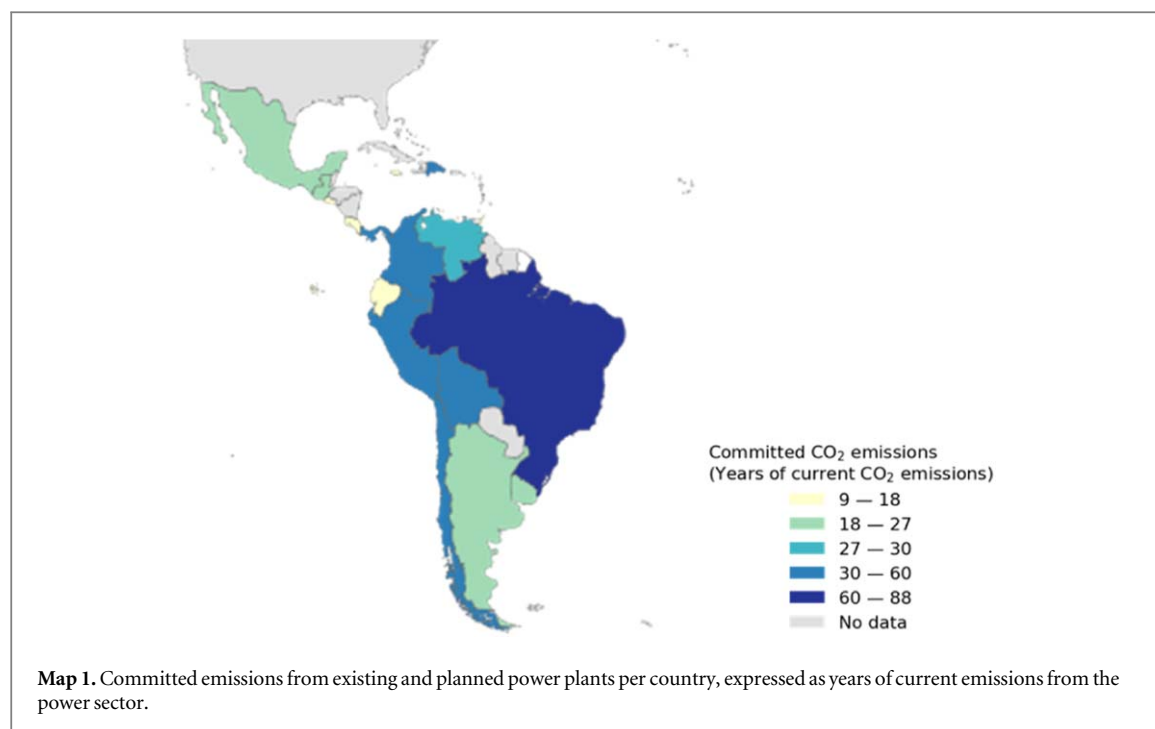 Committed CO₂ emissions
(Years of current CO₂ emissions)
9 — 18
18 — 27
27 — 30
30 — 60
60 — 88
No data
Map 1. Committed emissions from existing and planned power plants per country, expressed as years of current emissions from the
power sector.